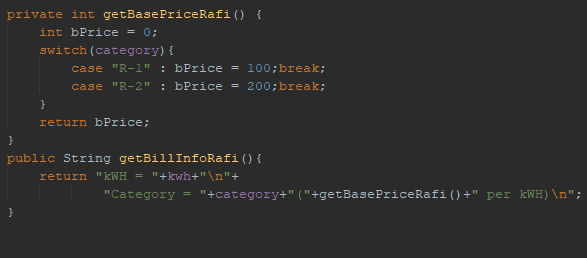 private int getBasePriceRafi() {
    int bPrice = 0;
    switch(category){
        case "R-1" : bPrice = 100;break;
        case "R-2" : bPrice = 200;break;
    }
    return bPrice;
}
public String getBillInfoRafi(){
    return "kWH = "+kwh+"\n"+
            "Category = "+category+"("+getBasePriceRafi()+" per kWH)\n";
}